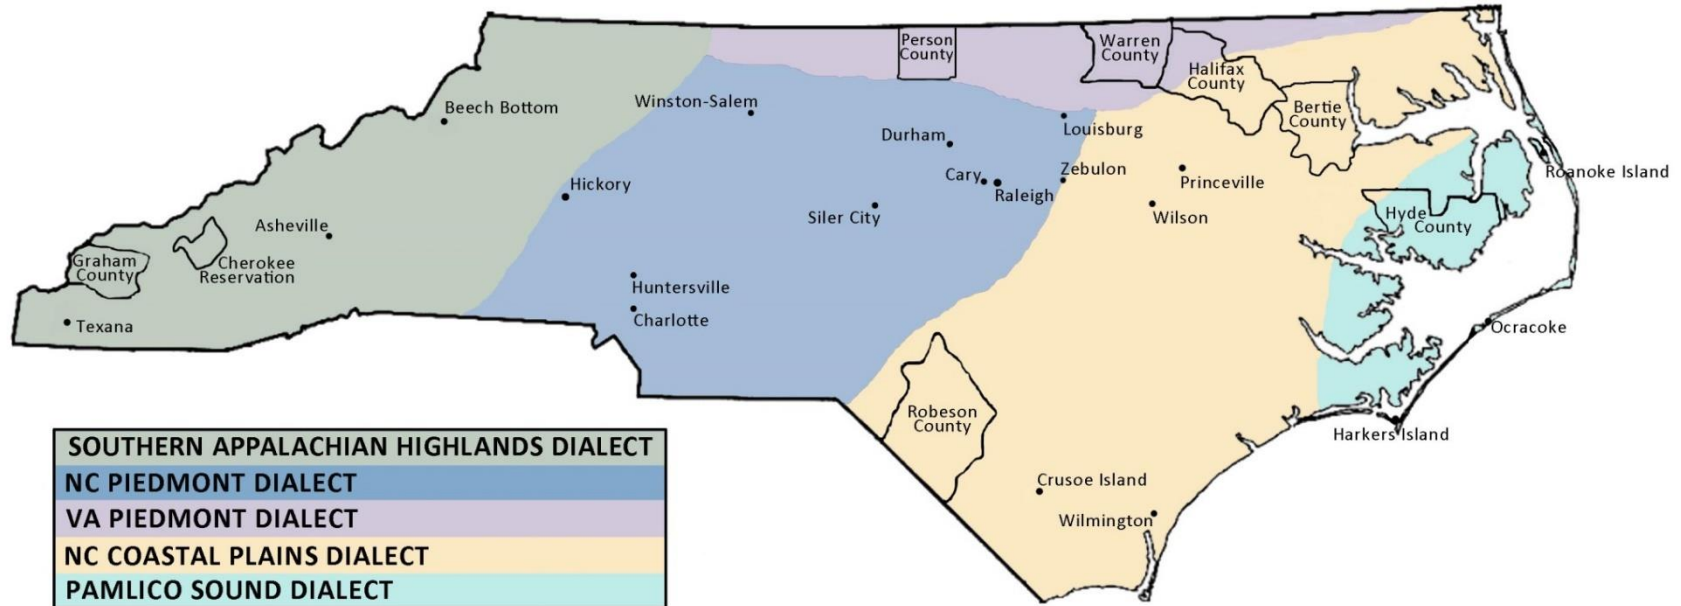 Person
County
Warren
County
Halifax
County
Beech Bottom
Winston-Salem
Bertie
County
Louisburg
Durham
Zebulon
Cary
Raleigh
Princeville
Roanoke Island
Hickory
Siler City
Wilson
Hyde
County
Asheville
Graham
County
Cherokee
Reservation
Huntersville
Charlotte
Texana
Ocracoke
Robeson
County
Harkers Island
Crusoe Island
Wilmington
SOUTHERN APPALACHIAN HIGHLANDS DIALECT
NC PIEDMONT DIALECT
VA PIEDMONT DIALECT
NC COASTAL PLAINS DIALECT
PAMLICO SOUND DIALECT